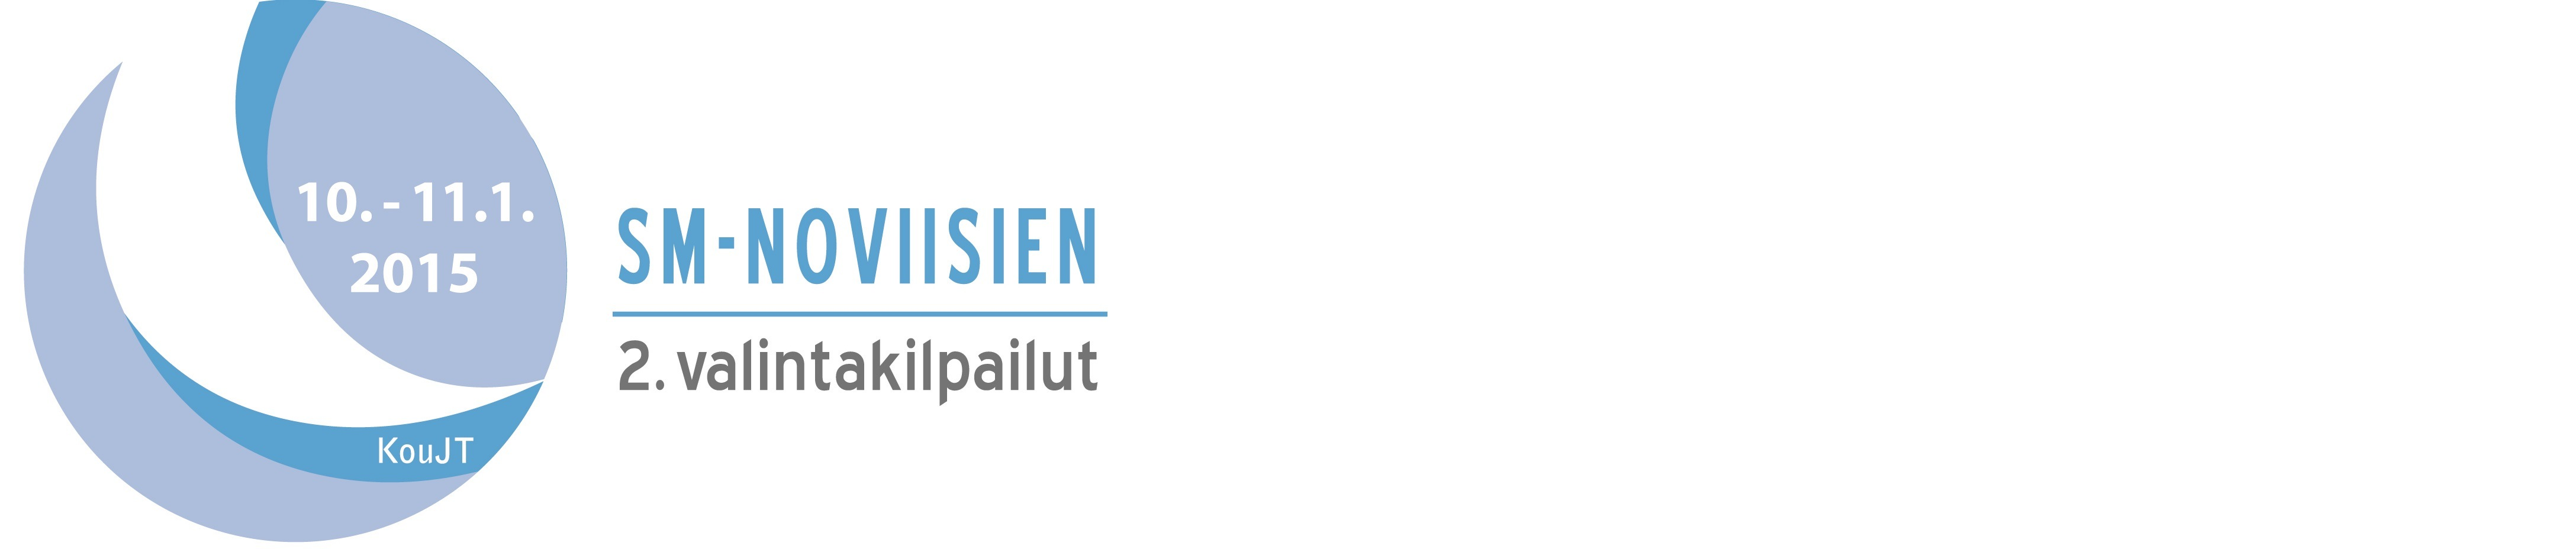 10. - 11.1.
2015
KouJT
SM-NOVIISIEN
2. valintakilpailut